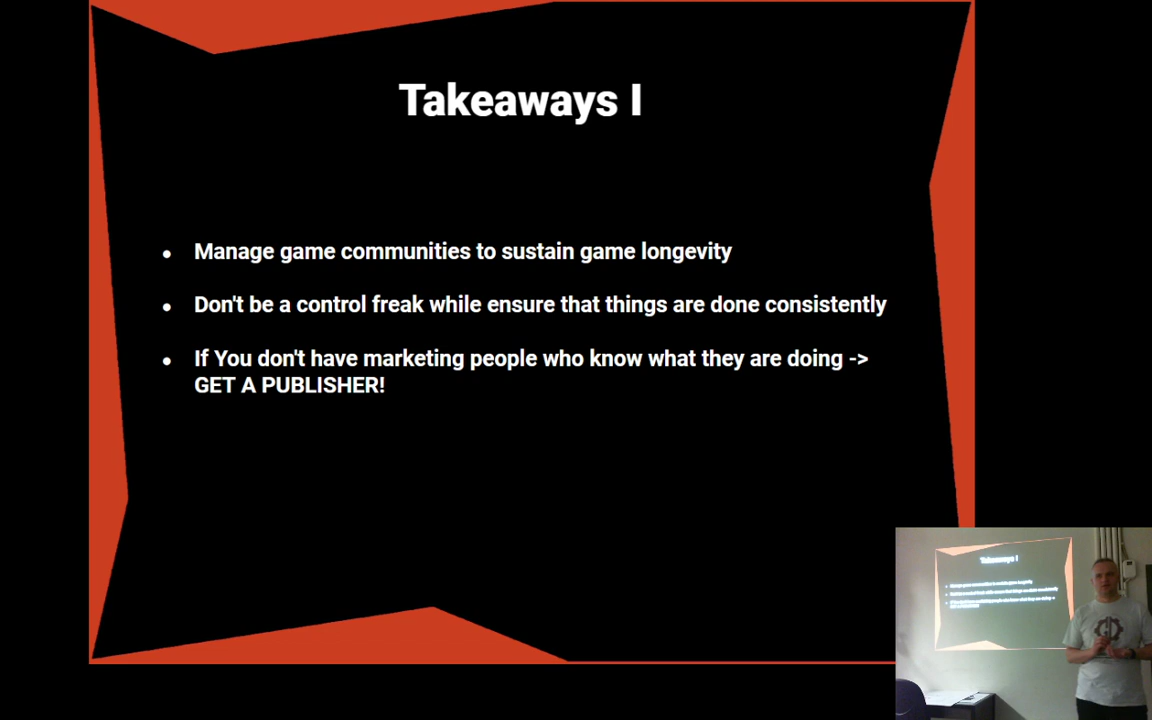 Takeaways I
• Manage game communities to sustain game longevity
• Don't be a control freak while ensure that things are done consistently
• If You don't have marketing people who know what they are doing ->
GET A PUBLISHER!
Takeaways I